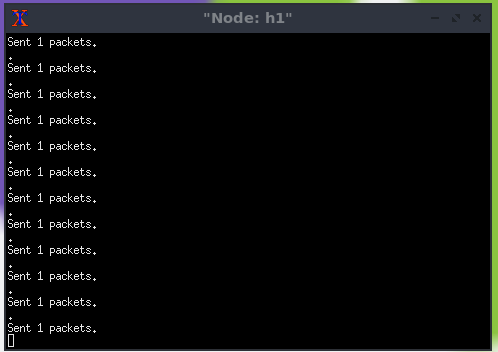 "Node: h1"
Sent 1 packets.
.
Sent 1 packets.
.
Sent 1 packets.
.
Sent 1 packets.
.
Sent 1 packets.
.
Sent 1 packets.
.
Sent 1 packets.
.
Sent 1 packets.
.
Sent 1 packets.
.
Sent 1 packets.
.
Sent 1 packets.
.
Sent 1 packets.